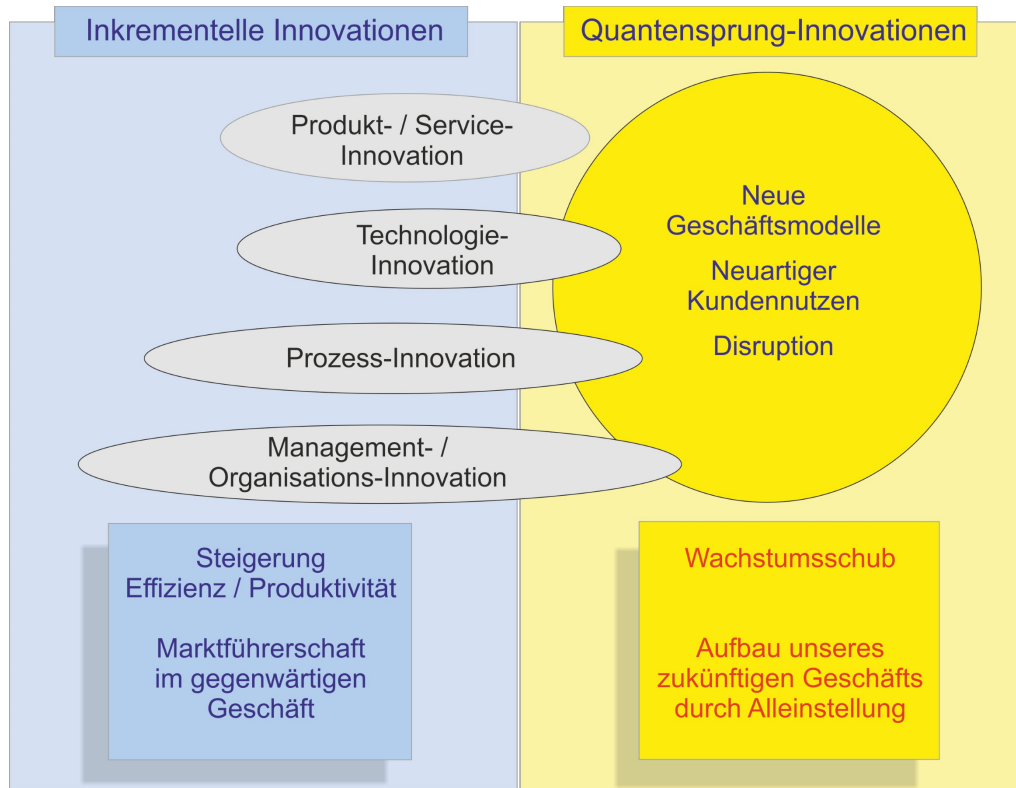 Inkrementelle Innovationen
Quantensprung-Innovationen
Produkt- / Service-
Innovation
Technologie-
Innovation
Prozess-Innovation
Management- /
Organisations-Innovation
Neue
Geschäftsmodelle
Neuartiger
Kundennutzen
Disruption
Steigerung
Effizienz / Produktivität
Marktführerschaft
im gegenwärtigen
Geschäft
Wachstumsschub
Aufbau unseres
zukünftigen Geschäfts
durch Alleinstellung